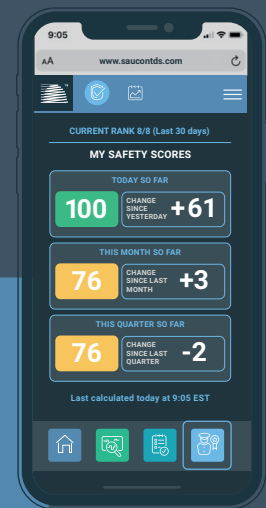 9:05
AA www.saucontds.com
CURRENT RANK 8/8 (Last 30 days)
MY SAFETY SCORES
TODAY SO FAR
100 CHANGE SINCE YESTERDAY +61
THIS MONTH SO FAR
76 CHANGE SINCE LAST MONTH +3
THIS QUARTER SO FAR
76 CHANGE SINCE LAST QUARTER -2
Last calculated today at 9:05 EST